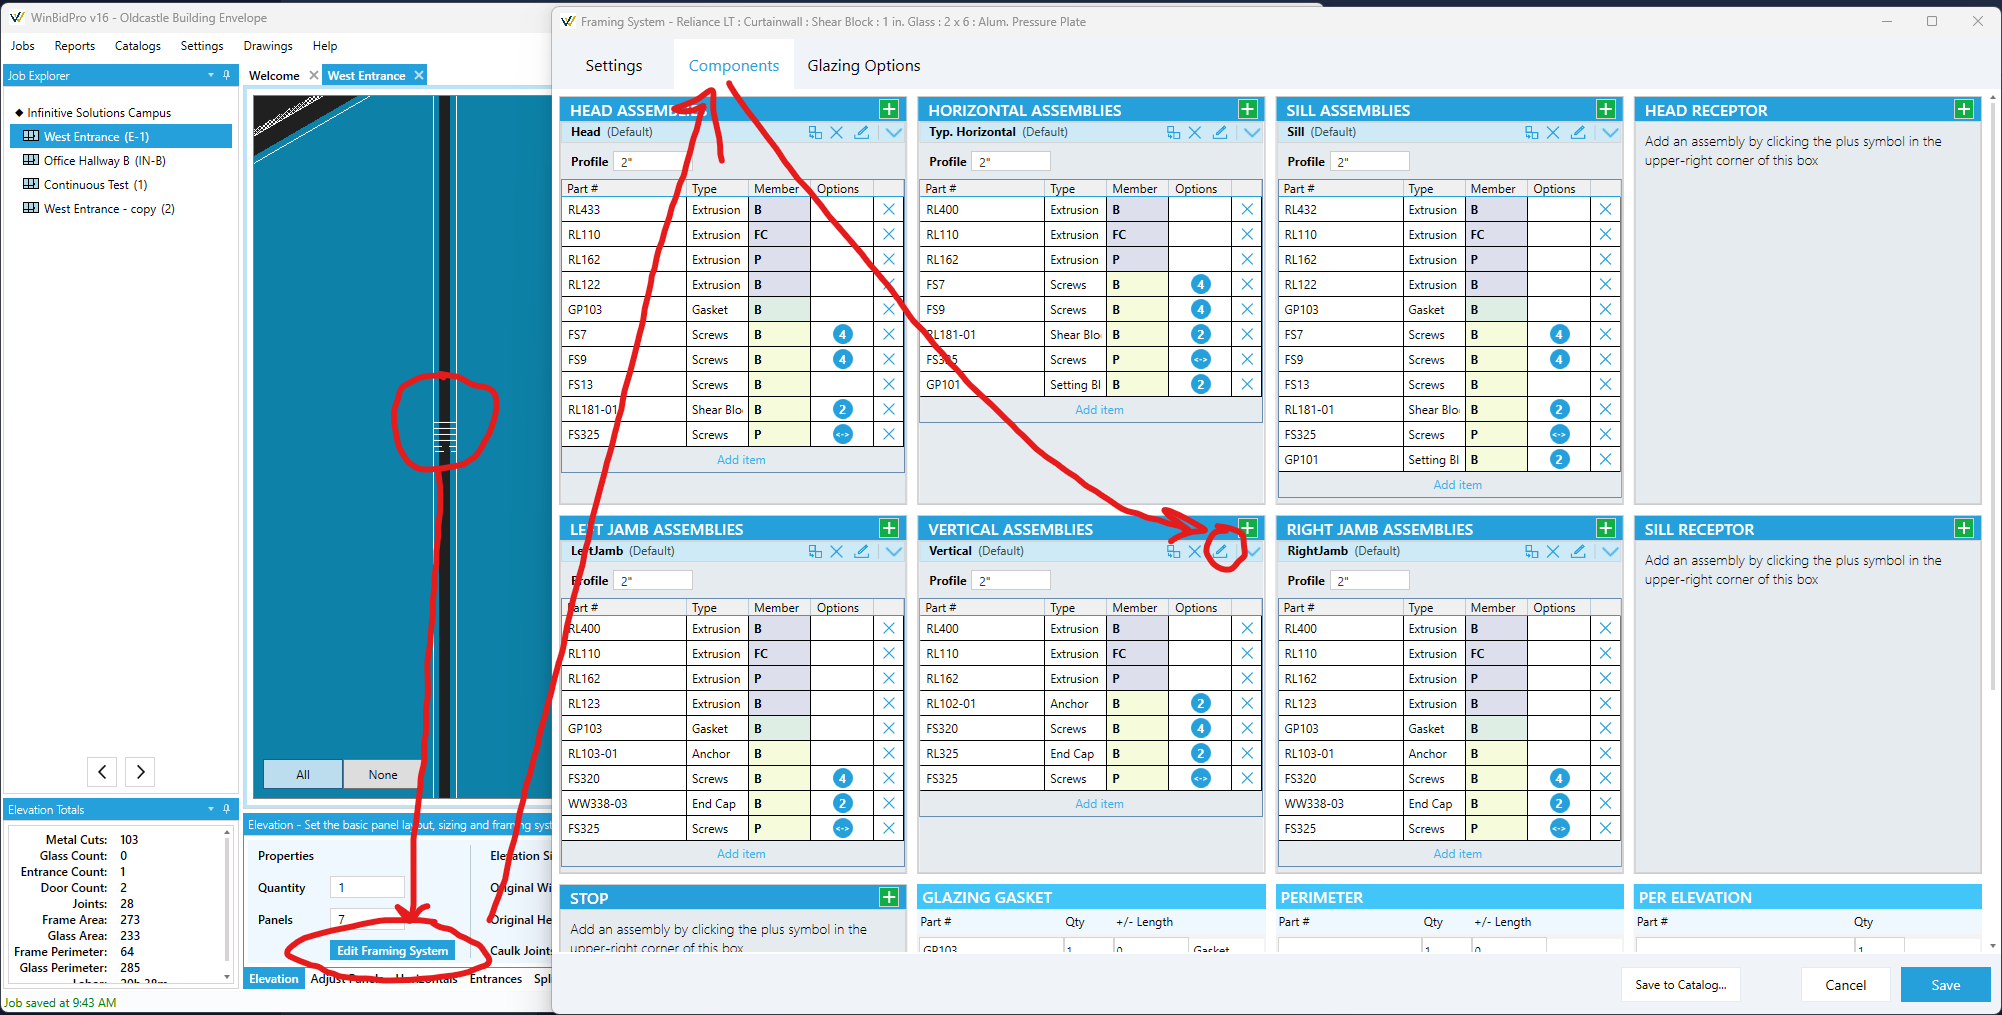 WinBidPro v16 - Oldcastle Building Envelope
Jobs Reports Catalogs Settings Drawings Help
Job Explorer
Infinitive Solutions Campus
West Entrance (E-1)
Office Hallway B (IN-B)
Continuous Test (1)
West Entrance - copy (2)
Welcome West Entrance
All None
Elevation Totals
Metal Cuts: 103
Glass Count: 0
Entrance Count: 1
Door Count: 2
Joints: 28
Frame Area: 273
Glass Area: 233
Frame Perimeter: 64
Glass Perimeter: 285
Job saved at 9:43 AM
Elevation - Set the basic panel layout, sizing and framing syst
Properties
Quantity 1
Panels 7
Edit Framing System
Elevation Si
Original Wi
Original He
Caulk Joints
Elevation Adjust Panels Horizontals Entrances Spl
Framing System - Reliance LT : Curtainwall : Shear Block : 1 in. Glass : 2 x 6 : Alum. Pressure Plate
Settings Components Glazing Options
HEAD ASSEMBLIES
Head (Default)
Profile 2"
Part # Type Member Options
RL433 Extrusion B
RL110 Extrusion FC
RL162 Extrusion P
RL122 Extrusion B
GP103 Gasket B
FS7 Screws B 4
FS9 Screws B 4
FS13 Screws B
RL181-01 Shear Blo B 2
FS325 Screws P <->
Add item
HORIZONTAL ASSEMBLIES
Typ. Horizontal (Default)
Profile 2"
Part # Type Member Options
RL400 Extrusion B
RL110 Extrusion FC
RL162 Extrusion P
FS7 Screws B 4
FS9 Screws B 4
RL181-01 Shear Blo B 2
FS325 Screws P <->
GP101 Setting Bl B 2
Add item
SILL ASSEMBLIES
Sill (Default)
Profile 2"
Part # Type Member Options
RL432 Extrusion B
RL110 Extrusion FC
RL162 Extrusion P
RL122 Extrusion B
GP103 Gasket B
FS7 Screws B 4
FS9 Screws B 4
FS13 Screws B
RL181-01 Shear Blo B 2
FS325 Screws P <->
GP101 Setting Bl B 2
Add item
HEAD RECEPTOR
Add an assembly by clicking the plus symbol in the
upper-right corner of this box
LEFT JAMB ASSEMBLIES
LeftJamb (Default)
Profile 2"
Part # Type Member Options
RL400 Extrusion B
RL110 Extrusion FC
RL162 Extrusion P
RL123 Extrusion B
GP103 Gasket B
RL103-01 Anchor B
FS320 Screws B 4
WW338-03 End Cap B 2
FS325 Screws P <->
Add item
VERTICAL ASSEMBLIES
Vertical (Default)
Profile 2"
Part # Type Member Options
RL400 Extrusion B
RL110 Extrusion FC
RL162 Extrusion P
RL102-01 Anchor B 2
FS320 Screws B 4
RL325 End Cap B 2
FS325 Screws P <->
Add item
RIGHT JAMB ASSEMBLIES
RightJamb (Default)
Profile 2"
Part # Type Member Options
RL400 Extrusion B
RL110 Extrusion FC
RL162 Extrusion P
RL123 Extrusion B
GP103 Gasket B
RL103-01 Anchor B
FS320 Screws B 4
WW338-03 End Cap B 2
FS325 Screws P <->
Add item
SILL RECEPTOR
Add an assembly by clicking the plus symbol in the
upper-right corner of this box
STOP
Add an assembly by clicking the plus symbol in the
upper-right corner of this box
GLAZING GASKET
Part # Qty +/- Length
GP103 1 0 Gasket
PERIMETER
Part # Qty +/- Length
1 0
PER ELEVATION
Part # Qty
1
Save to Catalog... Cancel Save